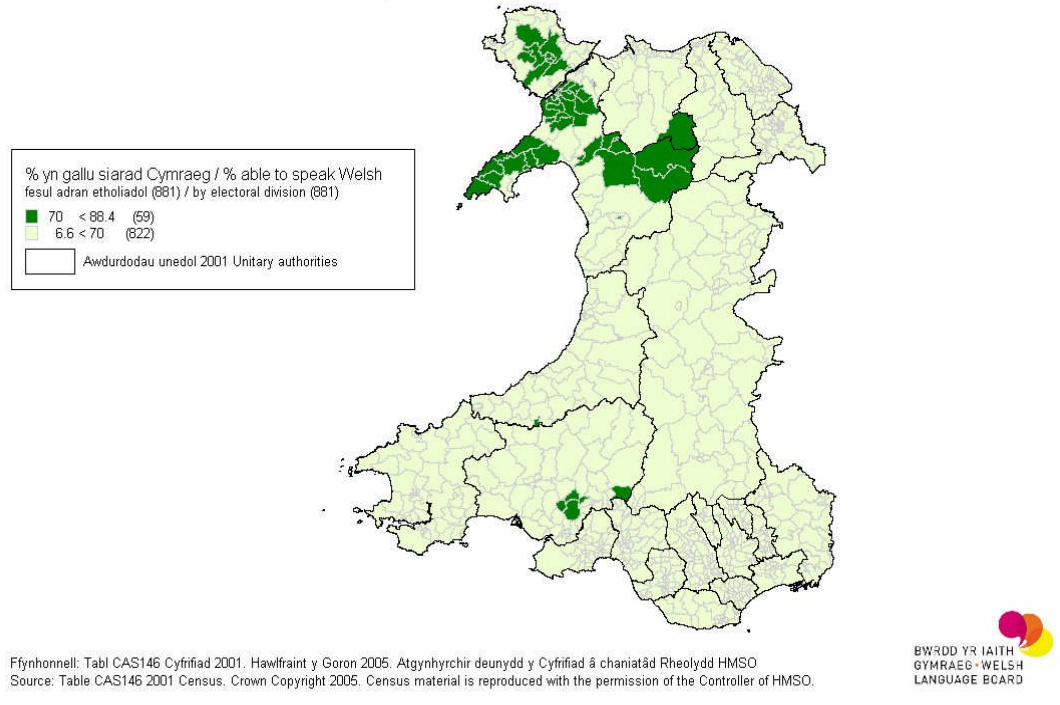 % yn gallu siarad Cymraeg / % able to speak Welsh
fesul adran etholiadol (881) / by electoral division (881)
70 < 88.4 (59)
6.6 < 70 (822)
Awdurdodau unedol 2001 Unitary authorities
Ffynhonnell: Tabl CAS146 Cyfrifiad 2001. Hawlfraint y Goron 2005. Atgynhyrchir deunydd y Cyfrifiad â chaniatâd Rheolydd HMSO
Source: Table CAS146 2001 Census. Crown Copyright 2005. Census material is reproduced with the permission of the Controller of HMSO.
BWRDD YR IAITH
GYMRAEG • WELSH
LANGUAGE BOARD